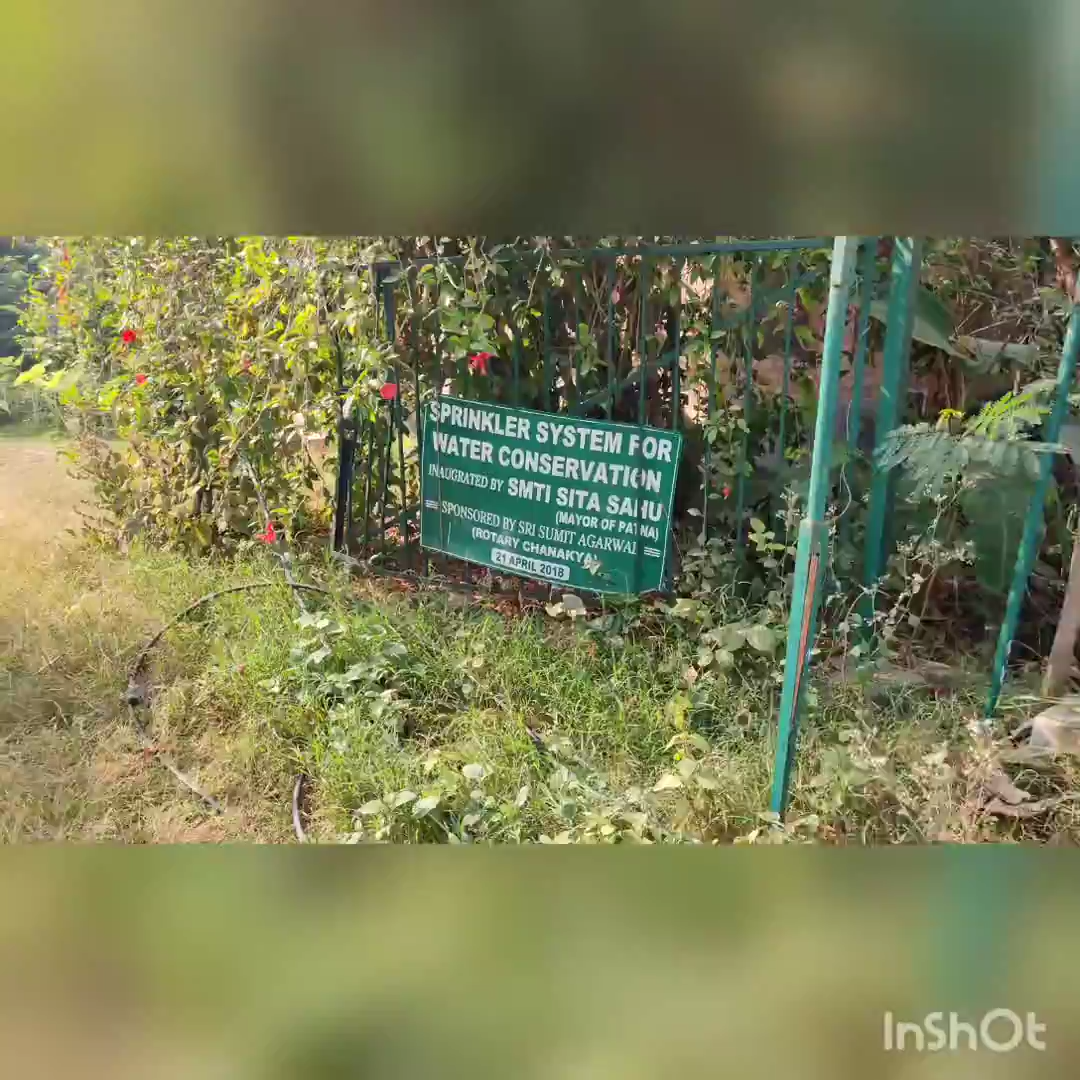 SPRINKLER SYSTEM FOR
WATER CONSERVATION
INAUGRATED BY SMTI SITA SAHU
(MAYOR OF PATNA)
SPONSORED BY SRI SUMIT AGARWAL
(ROTARY CHANAKYA)
21 APRIL 2018
InShOt